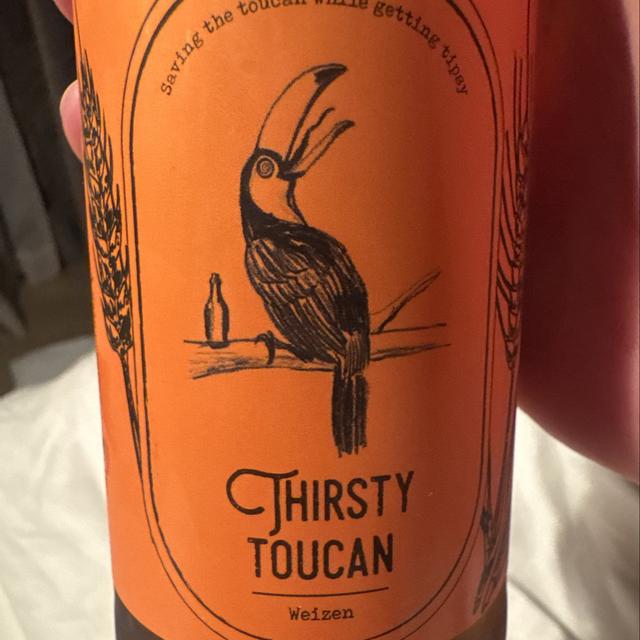 Saving the toucan while getting tipsy
THIRSTY
TOUCAN
Weizen